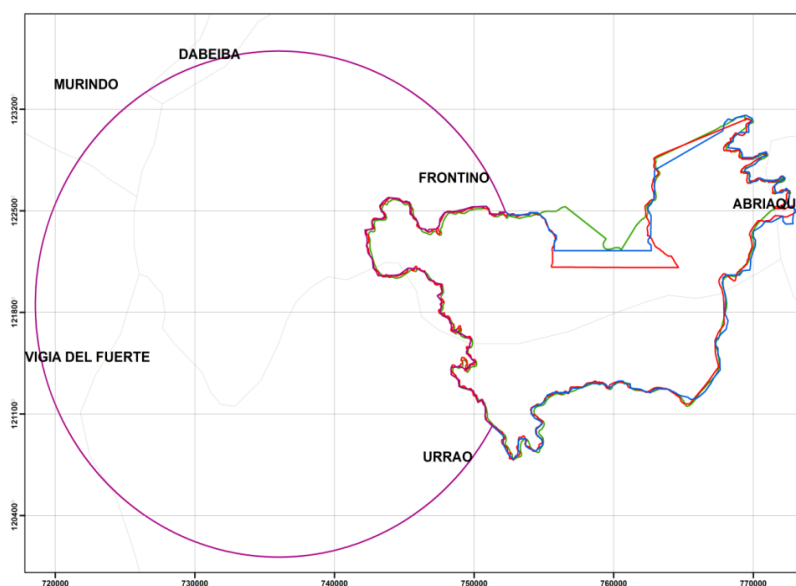 DABEIBA
MURINDO
123200
FRONTINO
ABRIAQU
122500
121800
VIGIA DEL FUERTE
121100
URRAO
120400
720000 730000 740000 750000 760000 770000